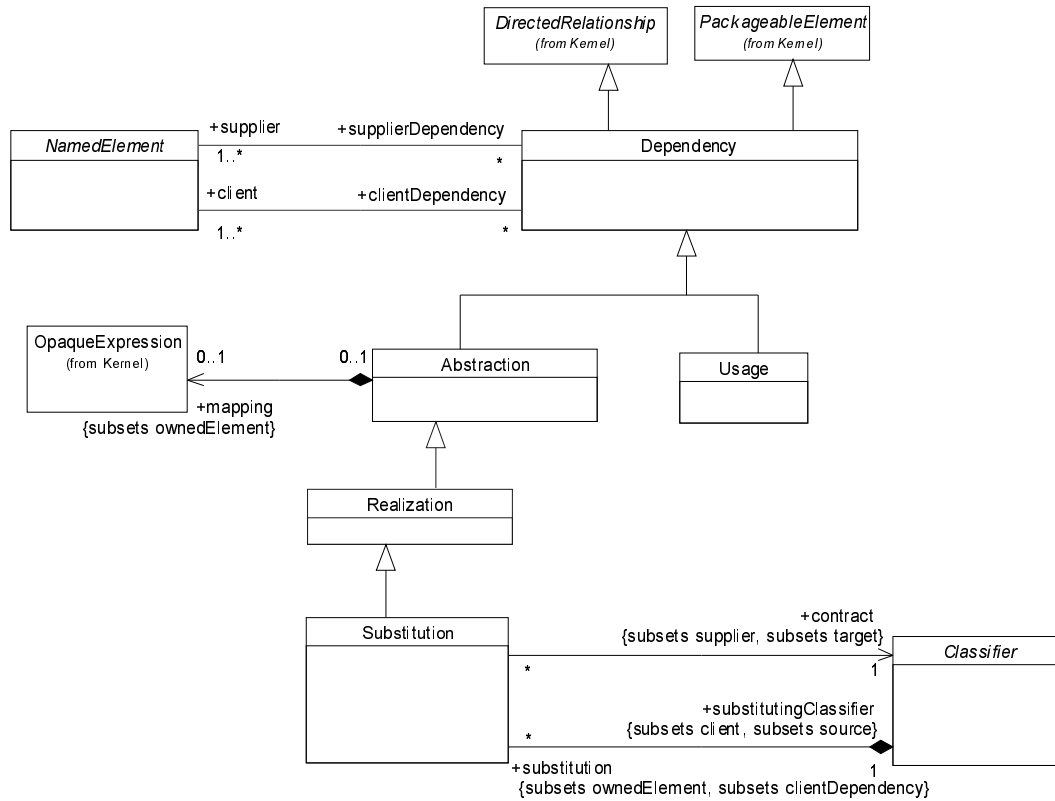 DirectedRelationship
(from Kernel)
PackageableElement
(from Kernel)
NamedElement
+supplier
+supplierDependency
1..*
*
Dependency
+client
+clientDependency
1..*
*
OpaqueExpression
(from Kernel)
0..1
0..1
Abstraction
Usage
+mapping
{subsets ownedElement}
Realization
Substitution
+contract
{subsets supplier, subsets target}
*
1
Classifier
+substitutingClassifier
{subsets client, subsets source}
*
+substitution
1
{subsets ownedElement, subsets clientDependency}